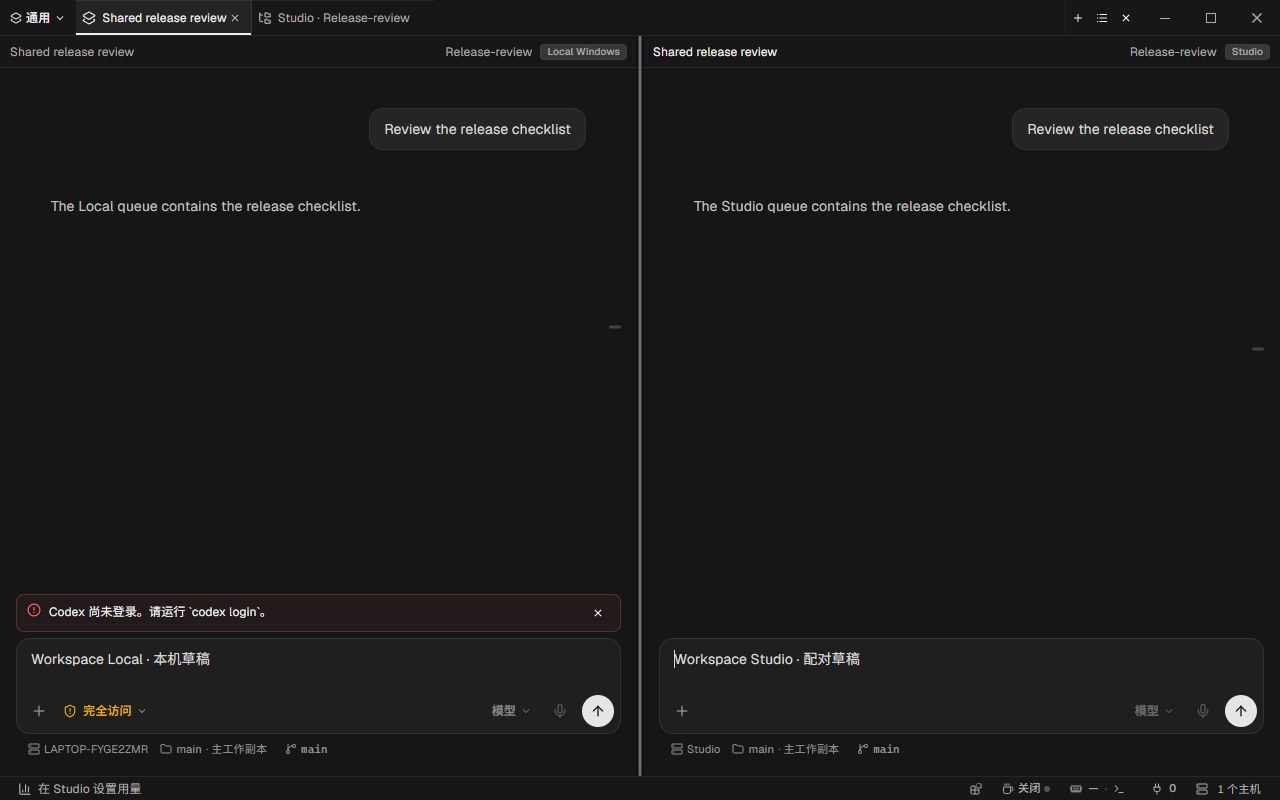 通用
Shared release review
Studio · Release-review
Shared release review
Release-review
Local Windows
Review the release checklist
The Local queue contains the release checklist.
Codex 尚未登录。请运行 `codex login`。
Workspace Local · 本机草稿
完全访问
模型
LAPTOP-FYGE2ZMR
main · 主工作副本
main
Shared release review
Release-review
Studio
Review the release checklist
The Studio queue contains the release checklist.
Workspace Studio · 配对草稿
模型
Studio
main · 主工作副本
main
在 Studio 设置用量
关闭
— ·
0
1 个主机